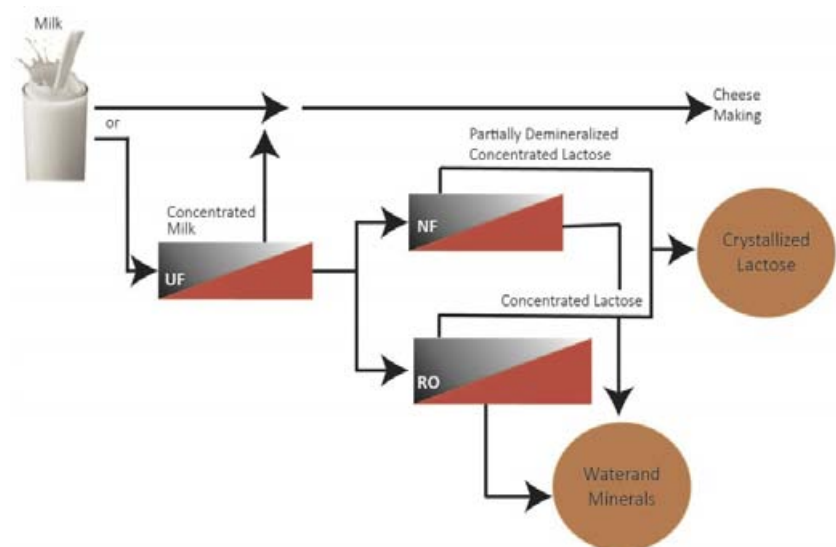 Milk
or
Cheese
Making
Partially Demineralized
Concentrated Lactose
Concentrated
Milk
NF
Crystallized
Lactose
UF
Concentrated Lactose
RO
Waterand
Minerals